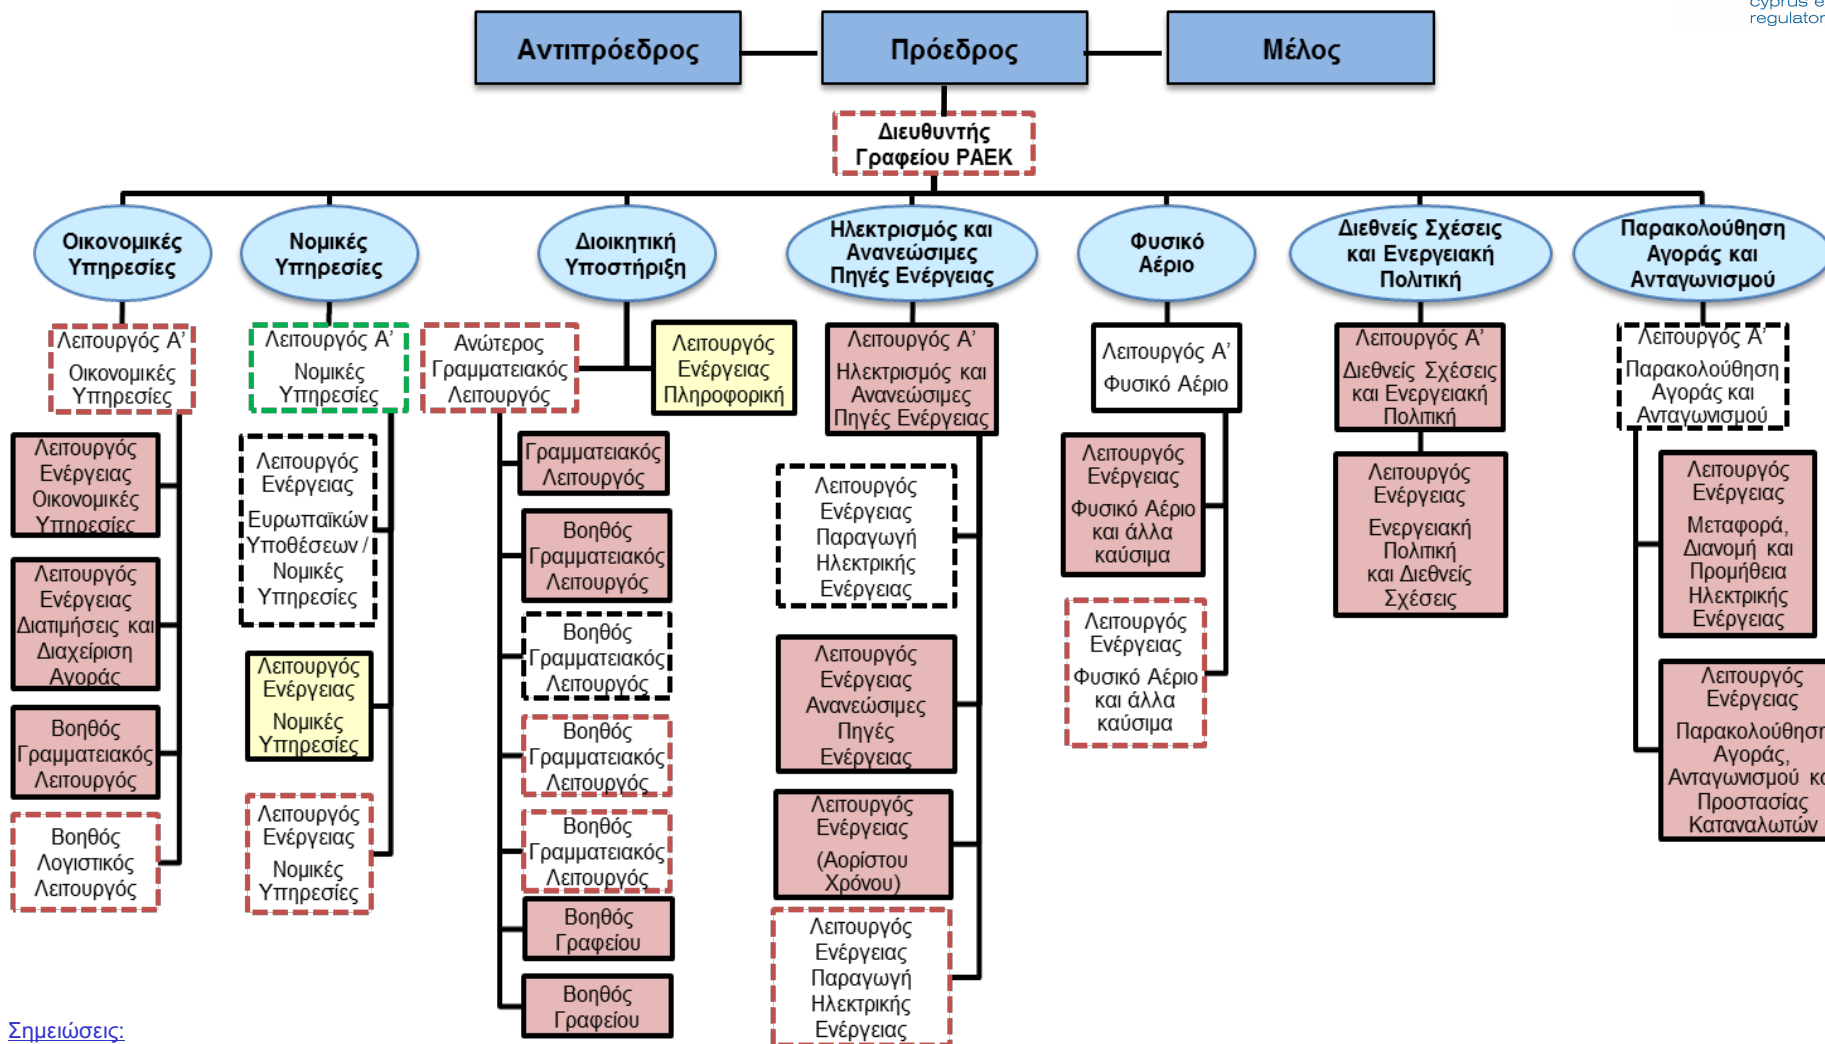 cyprus e
regulator
Αντιπρόεδρος
Πρόεδρος
Μέλος
Διευθυντής
Γραφείου ΡΑΕΚ
Οικονομικές
Υπηρεσίες
Νομικές
Υπηρεσίες
Διοικητική
Υποστήριξη
Ηλεκτρισμός και
Ανανεώσιμες
Πηγές Ενέργειας
Φυσικό
Αέριο
Διεθνείς Σχέσεις
και Ενεργειακή
Πολιτική
Παρακολούθηση
Αγοράς και
Ανταγωνισμού
Λειτουργός Α'
Οικονομικές
Υπηρεσίες
Λειτουργός
Ενέργειας
Οικονομικές
Υπηρεσίες
Λειτουργός
Ενέργειας
Διατιμήσεις και
Διαχείριση
Αγοράς
Βοηθός
Γραμματειακός
Λειτουργός
Βοηθός
Λογιστικός
Λειτουργός
Λειτουργός Α'
Νομικές
Υπηρεσίες
Λειτουργός
Ενέργειας
Ευρωπαϊκών
Υποθέσεων /
Νομικές
Υπηρεσίες
Λειτουργός
Ενέργειας
Νομικές
Υπηρεσίες
Λειτουργός
Ενέργειας
Νομικές
Υπηρεσίες
Ανώτερος
Γραμματειακός
Λειτουργός
Λειτουργός
Ενέργειας
Πληροφορική
Γραμματειακός
Λειτουργός
Βοηθός
Γραμματειακός
Λειτουργός
Βοηθός
Γραμματειακός
Λειτουργός
Βοηθός
Γραμματειακός
Λειτουργός
Βοηθός
Γραμματειακός
Λειτουργός
Βοηθός
Γραφείου
Βοηθός
Γραφείου
Λειτουργός Α'
Ηλεκτρισμός και
Ανανεώσιμες
Πηγές Ενέργειας
Λειτουργός
Ενέργειας
Παραγωγή
Ηλεκτρικής
Ενέργειας
Λειτουργός
Ενέργειας
Ανανεώσιμες
Πηγές
Ενέργειας
Λειτουργός
Ενέργειας
(Αορίστου
Χρόνου)
Λειτουργός
Ενέργειας
Παραγωγή
Ηλεκτρικής
Ενέργειας
Λειτουργός Α'
Φυσικό Αέριο
Λειτουργός
Ενέργειας
Φυσικό Αέριο
και άλλα
καύσιμα
Λειτουργός
Ενέργειας
Φυσικό Αέριο
και άλλα
καύσιμα
Λειτουργός Α'
Διεθνείς Σχέσεις
και Ενεργειακή
Πολιτική
Λειτουργός
Ενέργειας
Ενεργειακή
Πολιτική
και Διεθνείς
Σχέσεις
Λειτουργός Α'
Παρακολούθηση
Αγοράς και
Ανταγωνισμού
Λειτουργός
Ενέργειας
Μεταφορά,
Διανομή και
Προμήθεια
Ηλεκτρικής
Ενέργειας
Λειτουργός
Ενέργειας
Παρακολούθηση
Αγοράς,
Ανταγωνισμού κα
Προστασίας
Καταναλωτών
Σημειώσεις: